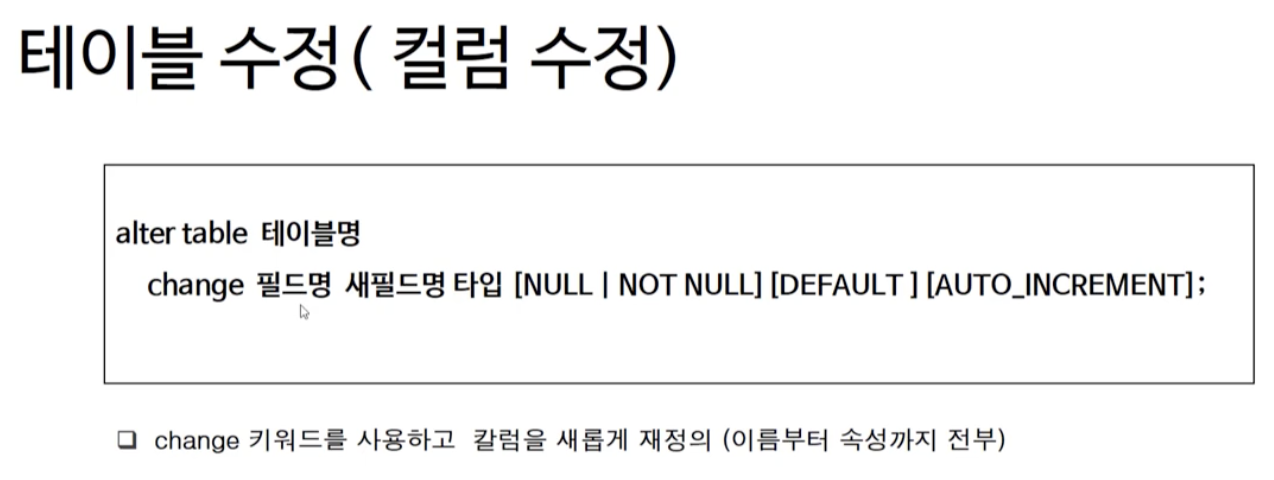 테이블 수정( 컬럼 수정)
alter table 테이블명
change 필드명 새필드명 타입 [NULL | NOT NULL] [DEFAULT ] [AUTO_INCREMENT];
❑ change 키워드를 사용하고 칼럼을 새롭게 재정의 (이름부터 속성까지 전부)